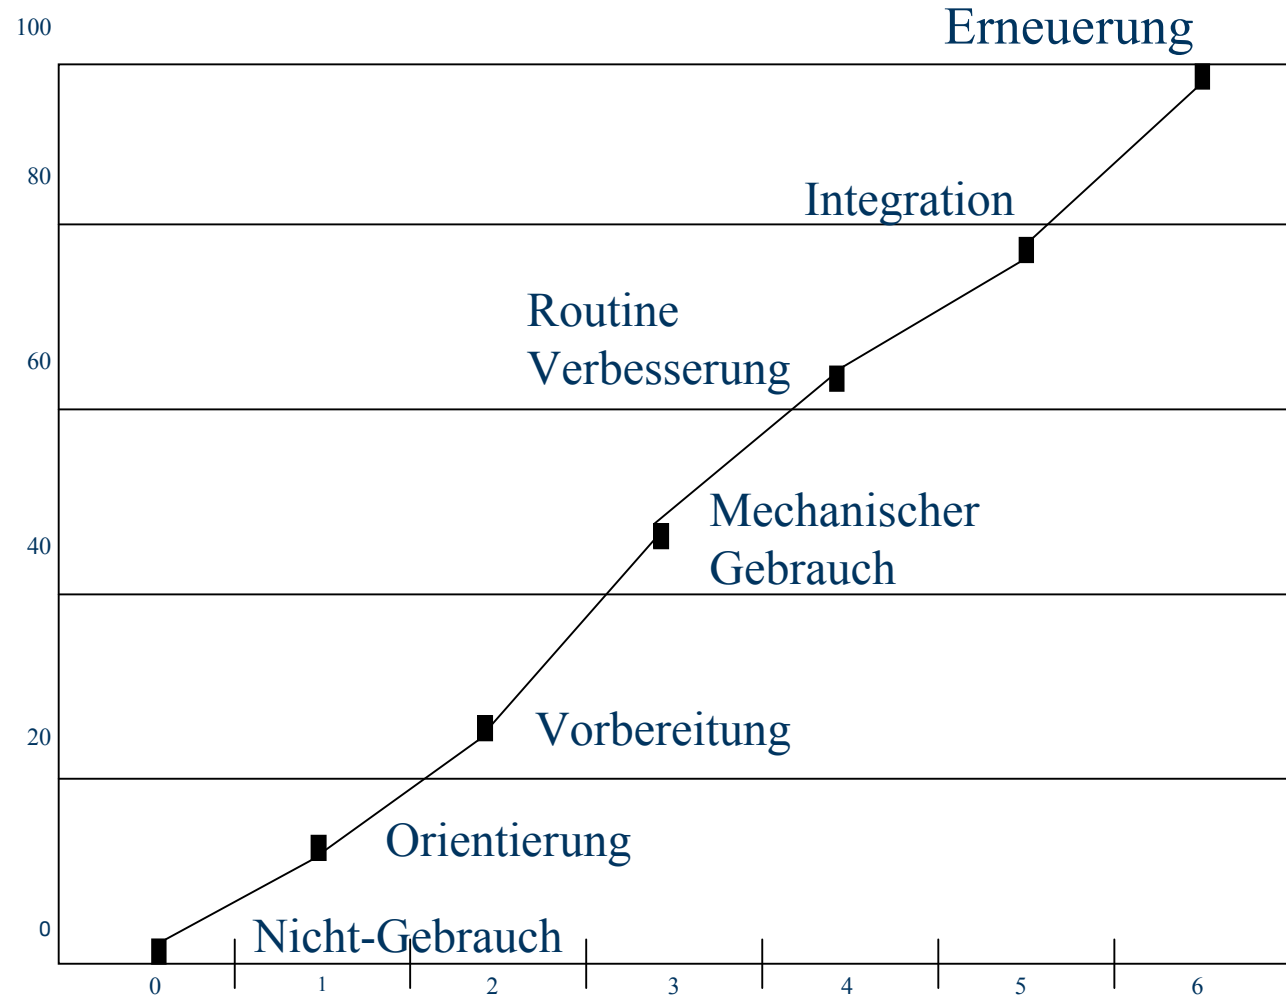 100
Erneuerung
80
Integration
Routine
Verbesserung
60
Mechanischer
Gebrauch
40
20
Vorbereitung
Orientierung
0
Nicht-Gebrauch
0 1 2 3 4 5 6